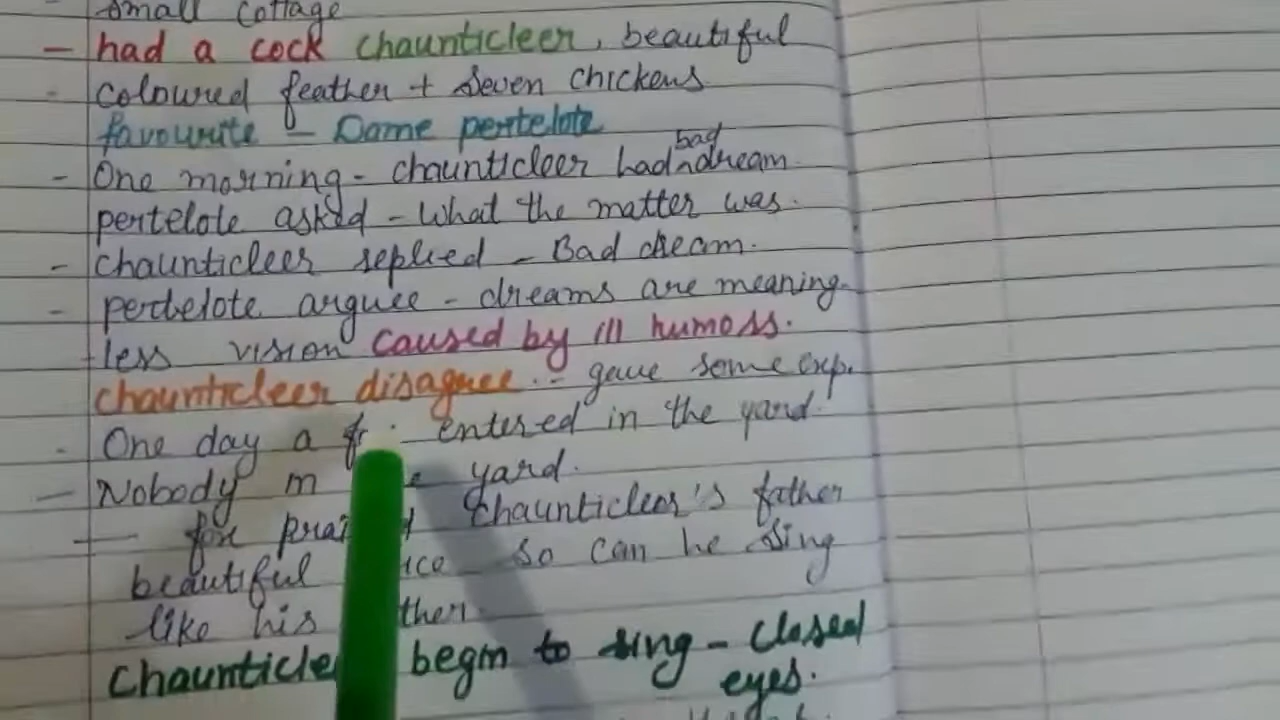 small cottage
- had a cock chaunticleer, beautiful
- coloured feather + seven chickens
favourite - Dame pertelote
bad
- One morning - chaunticleer had dream
pertelote asked - What the matter was.
- chaunticleer replied - Bad dream.
- pertelote arguee - dreams are meaning-
less vision caused by ill humors.
chaunticleer disagree - gave some exp.
- One day a entered in the yard.
- Nobody in yard.
- fox chaunticleer's father
beautiful so can he sing
like his
begin to sing - closed
eyes.